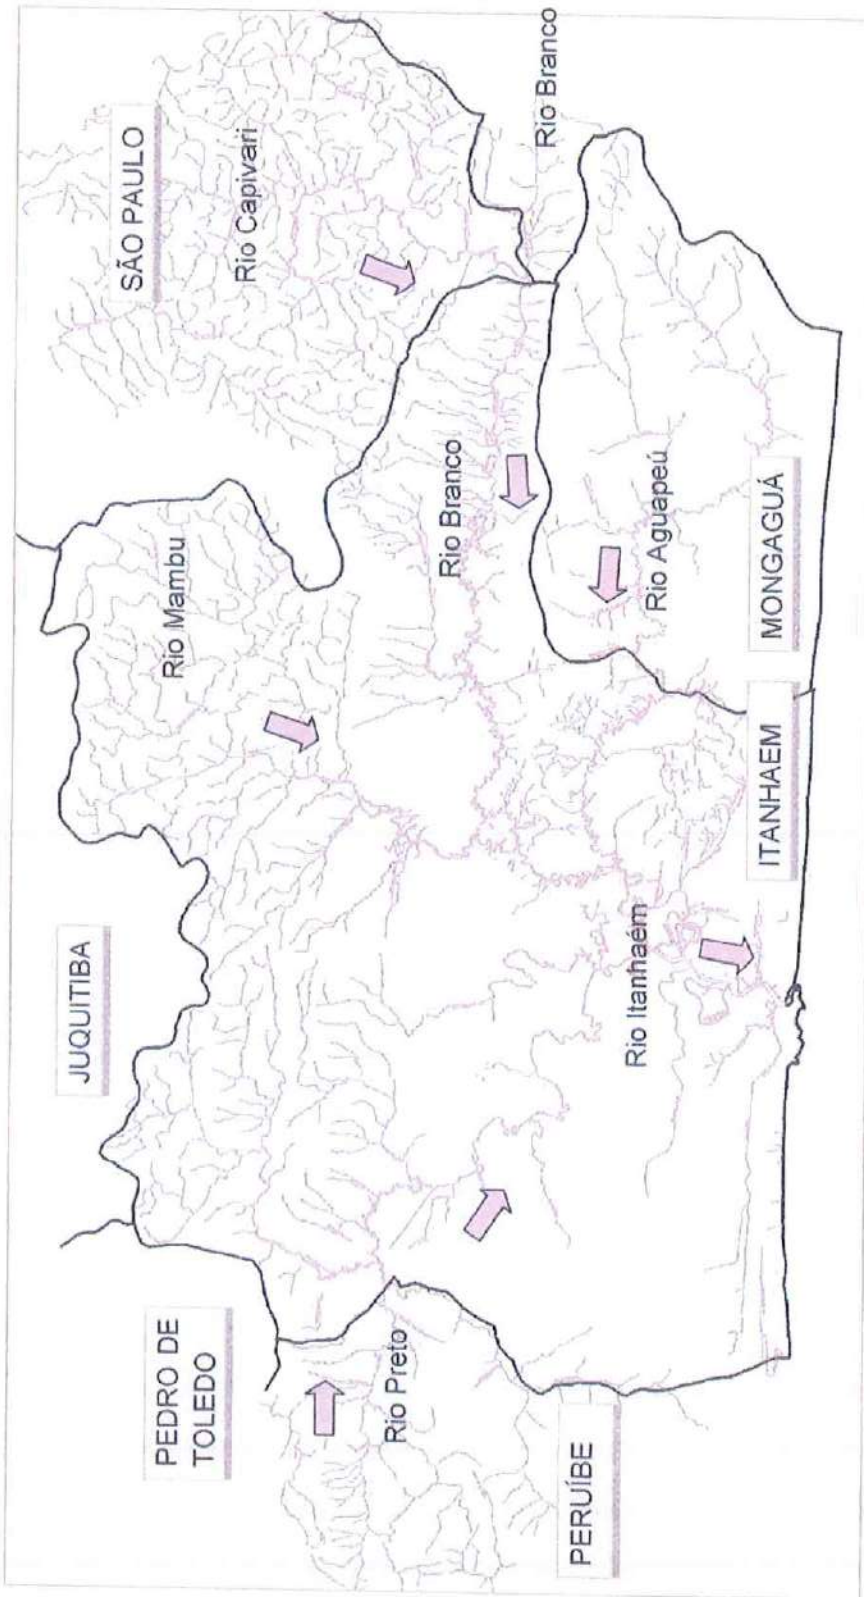 PEDRO DE
TOLEDO
JUQUITIBA
SÃO PAULO
Rio Mambu
Rio Capivari
Rio Preto
Rio Branco
Rio Branco
PERUÍBE
Rio Itanhaém
Rio Aguapeú
ITANHAEM
MONGAGUÁ